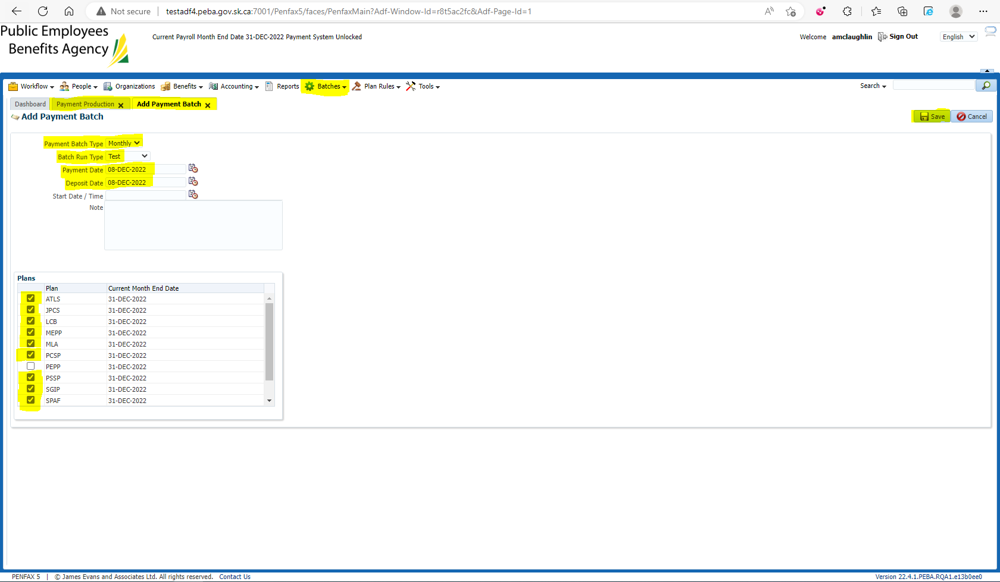 Not secure | testadf4.peba.gov.sk.ca:7001/Penfax5/faces/PenfaxMain?Adf-Window-Id=r8t5ac2fc&Adf-Page-Id=1
Public Employees
Benefits Agency
Current Payroll Month End Date 31-DEC-2022 Payment System Unlocked
Welcome amclaughlin Sign Out English
Workflow People Organizations Benefits Accounting Reports Batches Plan Rules Tools Search
Dashboard Payment Production Add Payment Batch
Add Payment Batch
Save Cancel
Payment Batch Type Monthly
Batch Run Type Test
Payment Date 08-DEC-2022
Deposit Date 08-DEC-2022
Start Date / Time
Note
Plans
Plan Current Month End Date
ATLS 31-DEC-2022
JPCS 31-DEC-2022
LCB 31-DEC-2022
MEPP 31-DEC-2022
MLA 31-DEC-2022
PCSP 31-DEC-2022
PEPP 31-DEC-2022
PSSP 31-DEC-2022
SGIP 31-DEC-2022
SPAF 31-DEC-2022
PENFAX 5 | © James Evans and Associates Ltd. All rights reserved. Contact Us
Version 22.4.1.PEBA.RQA1.e13b0ee0